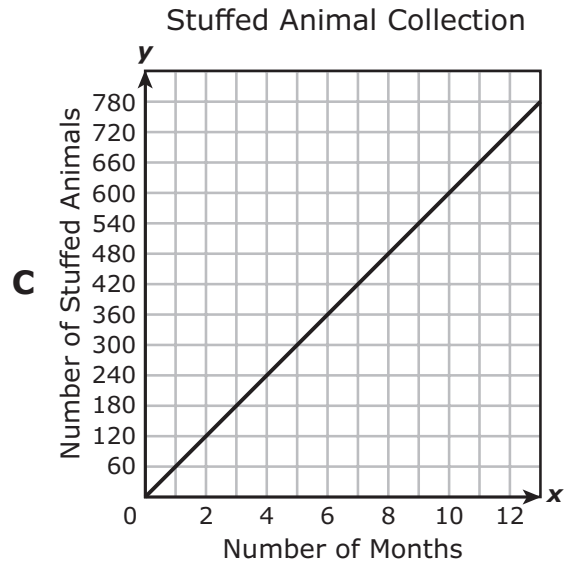 Stuffed Animal Collection
y
C
Number of Stuffed Animals
780
720
660
600
540
480
420
360
300
240
180
120
60
x
0 2 4 6 8 10 12
Number of Months